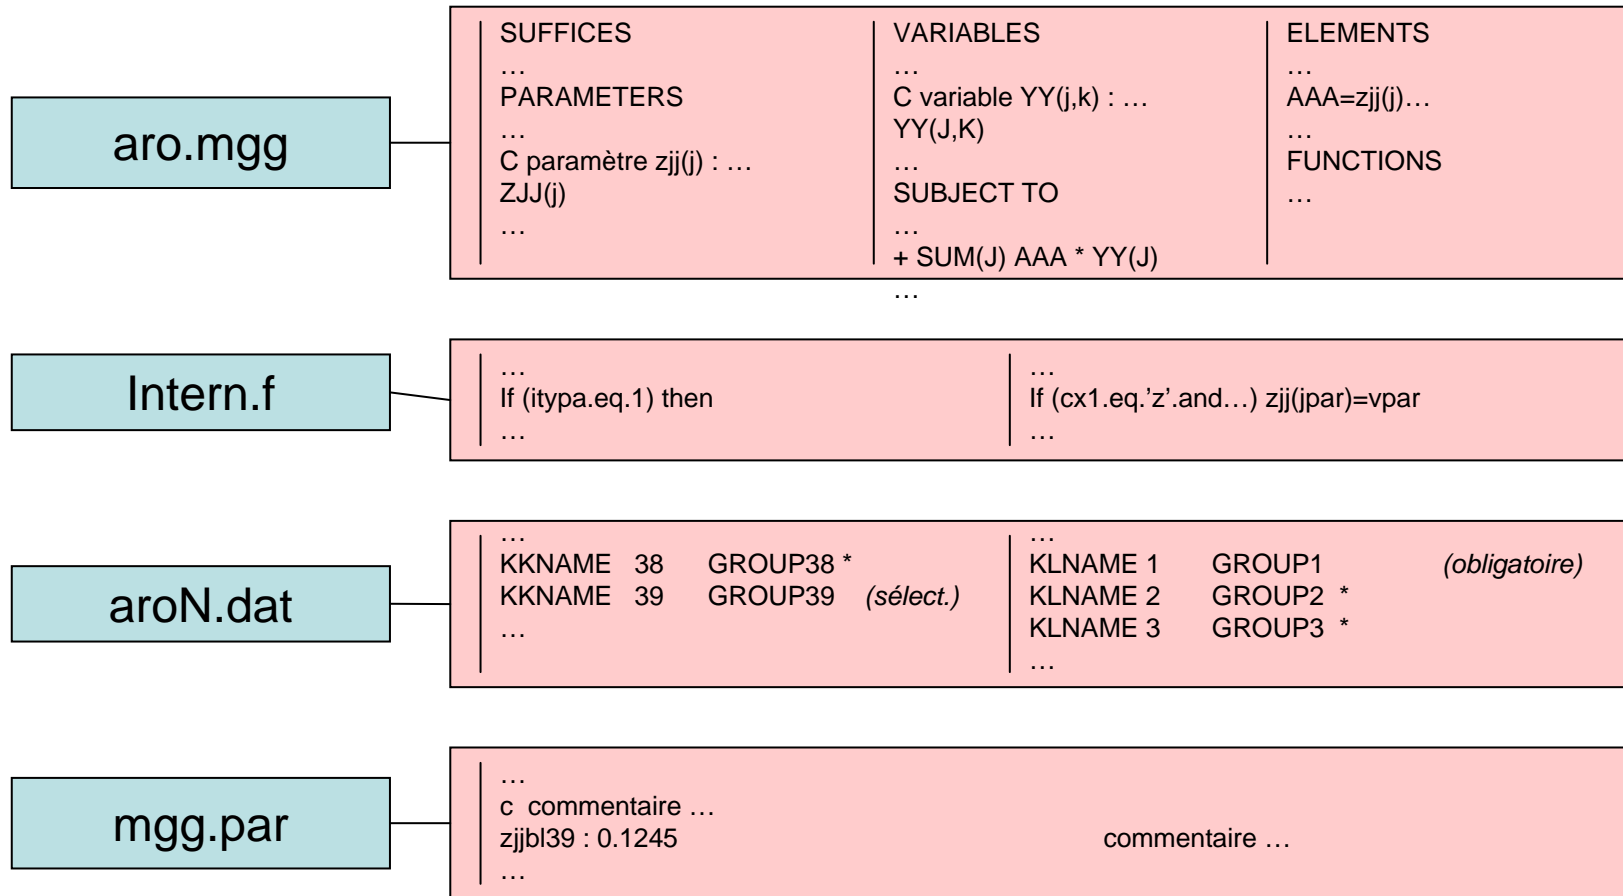 aro.mgg
SUFFICES
…
PARAMETERS
…
C paramètre zjj(j) : …
ZJJ(j)
…
VARIABLES
…
C variable YY(j,k) : …
YY(J,K)
…
SUBJECT TO
…
+ SUM(J) AAA * YY(J)
…
ELEMENTS
…
AAA=zjj(j)…
…
FUNCTIONS
…
Intern.f
…
If (itypa.eq.1) then
…
…
If (cx1.eq.’z’.and…) zjj(jpar)=vpar
…
aroN.dat
…
KKNAME 38 GROUP38 *
KKNAME 39 GROUP39 (sélect.)
…
…
KLNAME 1 GROUP1 (obligatoire)
KLNAME 2 GROUP2 *
KLNAME 3 GROUP3 *
…
mgg.par
…
c commentaire …
zjjbl39 : 0.1245 commentaire …
…